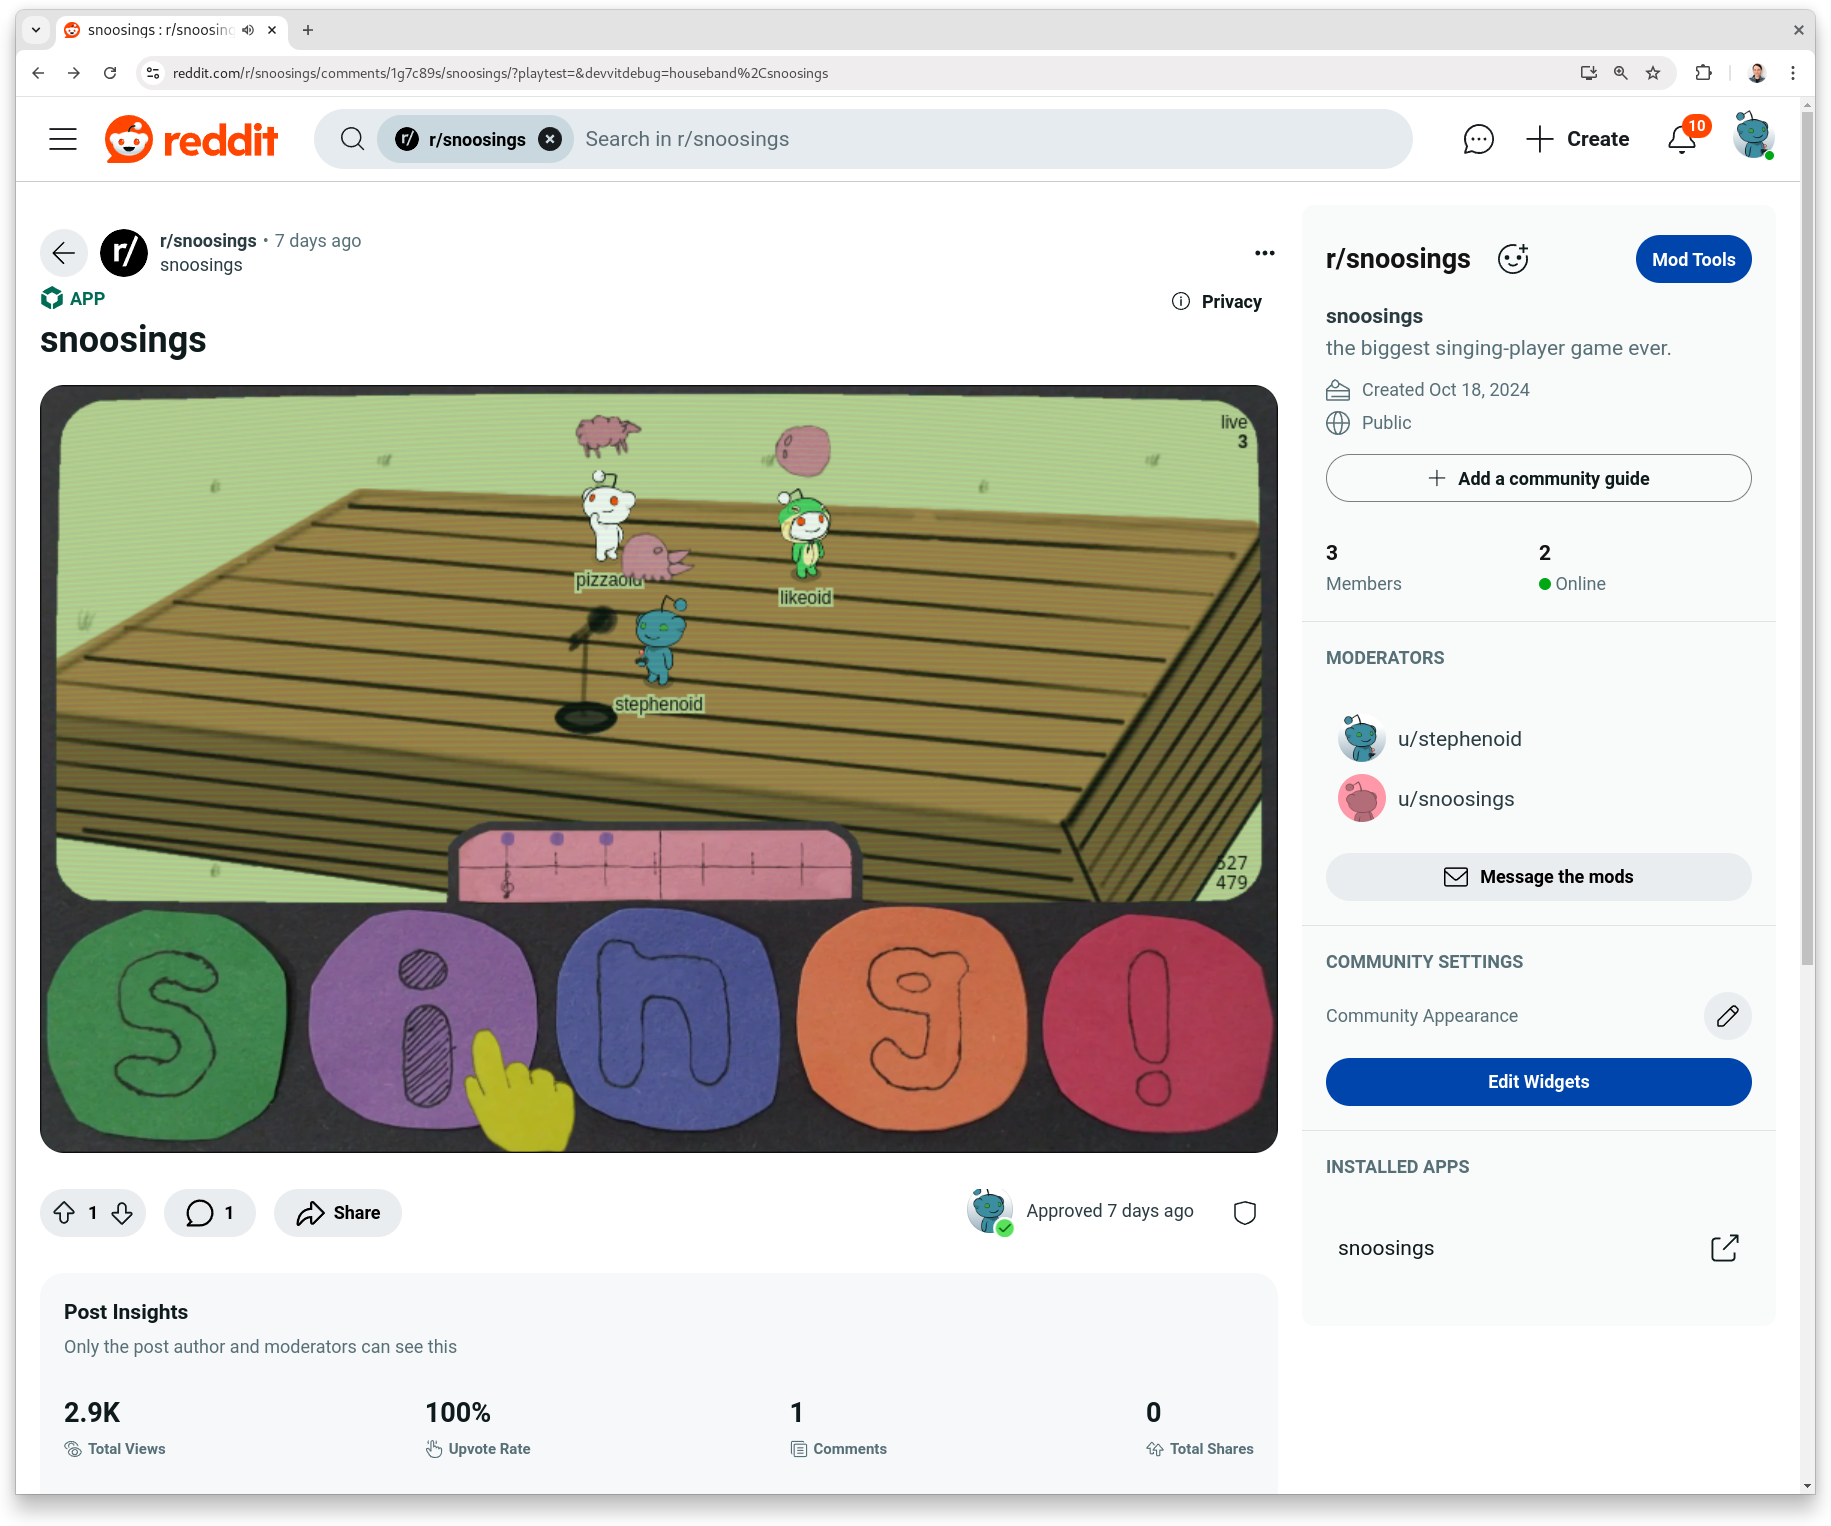 snoosings : r/snoosing
reddit.com/r/snoosings/comments/1g7c89s/snoosings/?playtest=&devvitdebug=houseband%2Csnoosings
reddit
r/ r/snoosings Search in r/snoosings
Create
10
r/ r/snoosings • 7 days ago
snoosings
APP
Privacy
snoosings
live
3
pizzaoid
likeoid
stephenoid
527
479
sing!
1
1
Share
Approved 7 days ago
Post Insights
Only the post author and moderators can see this
2.9K 100% 1 0
Total Views Upvote Rate Comments Total Shares
r/snoosings
Mod Tools
snoosings
the biggest singing-player game ever.
Created Oct 18, 2024
Public
Add a community guide
3 2
Members Online
MODERATORS
u/stephenoid
u/snoosings
Message the mods
COMMUNITY SETTINGS
Community Appearance
Edit Widgets
INSTALLED APPS
snoosings